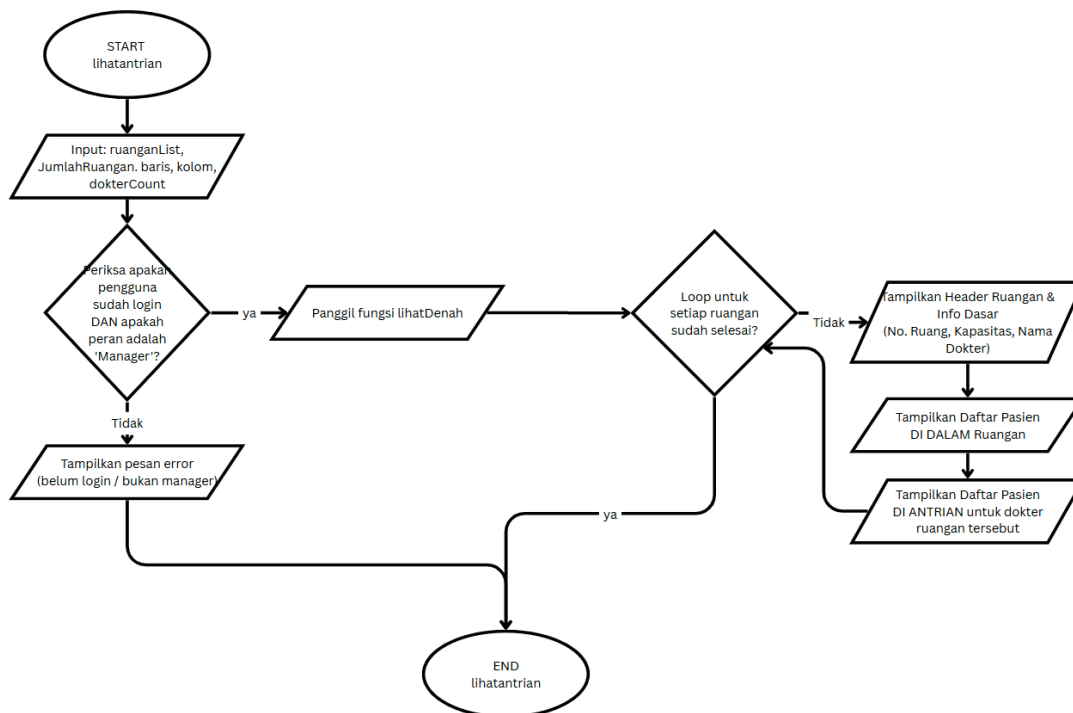 START
lihatantrian
Input: ruanganList,
JumlahRuangan. baris, kolom,
dokterCount
Periksa apakah
pengguna
sudah login
DAN apakah
peran adalah
'Manager'?
ya
Panggil fungsi lihatDenah
Loop untuk
setiap ruangan
sudah selesai?
Tidak
Tampilkan Header Ruangan &
Info Dasar
(No. Ruang, Kapasitas, Nama
Dokter)
Tampilkan Daftar Pasien
DI DALAM Ruangan
Tampilkan Daftar Pasien
DI ANTRIAN untuk dokter
ruangan tersebut
Tidak
Tampilkan pesan error
(belum login / bukan manager)
ya
END
lihatantrian